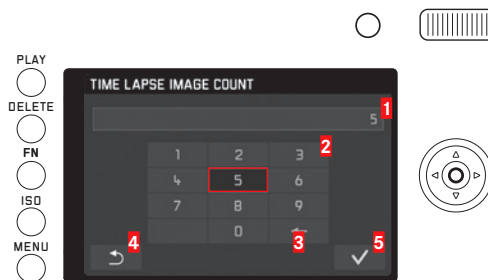 PLAY
DELETE
FN
ISO
MENU
TIME LAPSE IMAGE COUNT
5 1
1 2 3 2
4 5 6
7 8 9
0 3
4 5